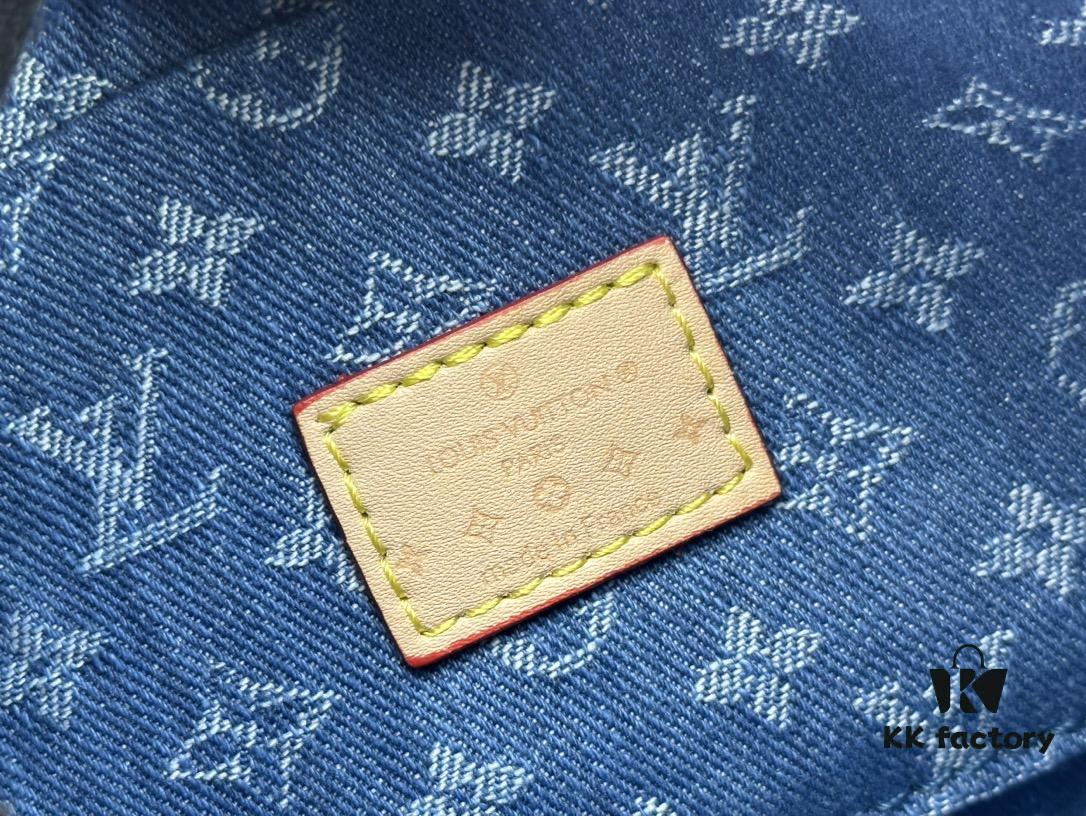 LOUIS VUITTON ®
PARIS
made in France
KK factory